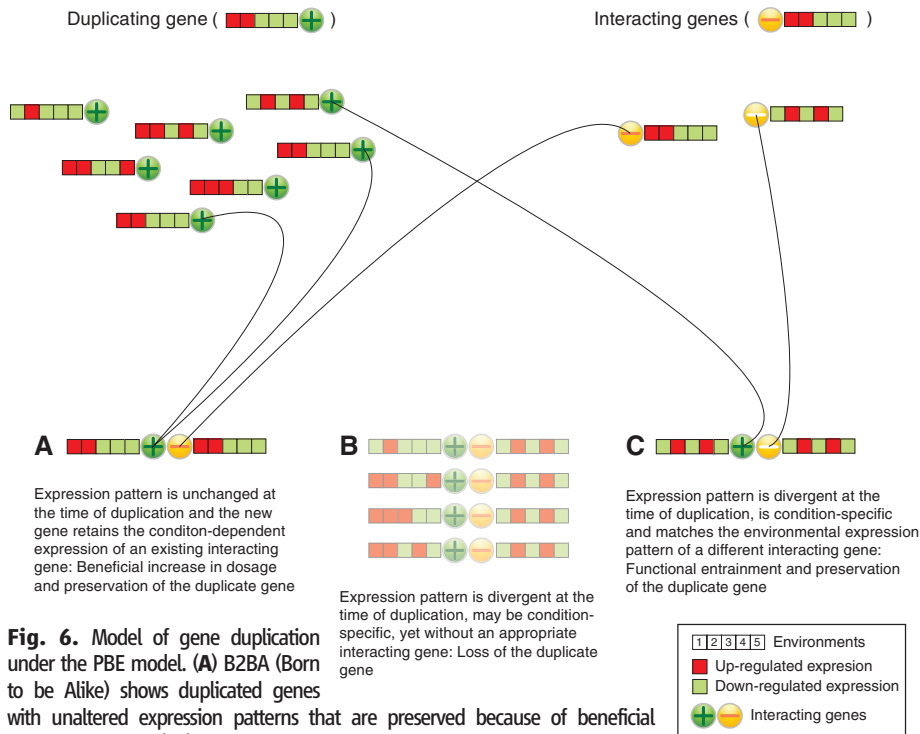 Duplicating gene ( + )
Interacting genes ( − )
A
Expression pattern is unchanged at
the time of duplication and the new
gene retains the conditon-dependent
expression of an existing interacting
gene: Beneficial increase in dosage
and preservation of the duplicate gene
B
Expression pattern is divergent at the
time of duplication, may be condition-
specific, yet without an appropriate
interacting gene: Loss of the duplicate
gene
C
Expression pattern is divergent at the
time of duplication, is condition-specific
and matches the environmental expression
pattern of a different interacting gene:
Functional entrainment and preservation
of the duplicate gene
1 2 3 4 5 Environments
Up-regulated expresion
Down-regulated expression
Interacting genes
Fig. 6. Model of gene duplication
under the PBE model. (A) B2BA (Born
to be Alike) shows duplicated genes
with unaltered expression patterns that are preserved because of beneficial